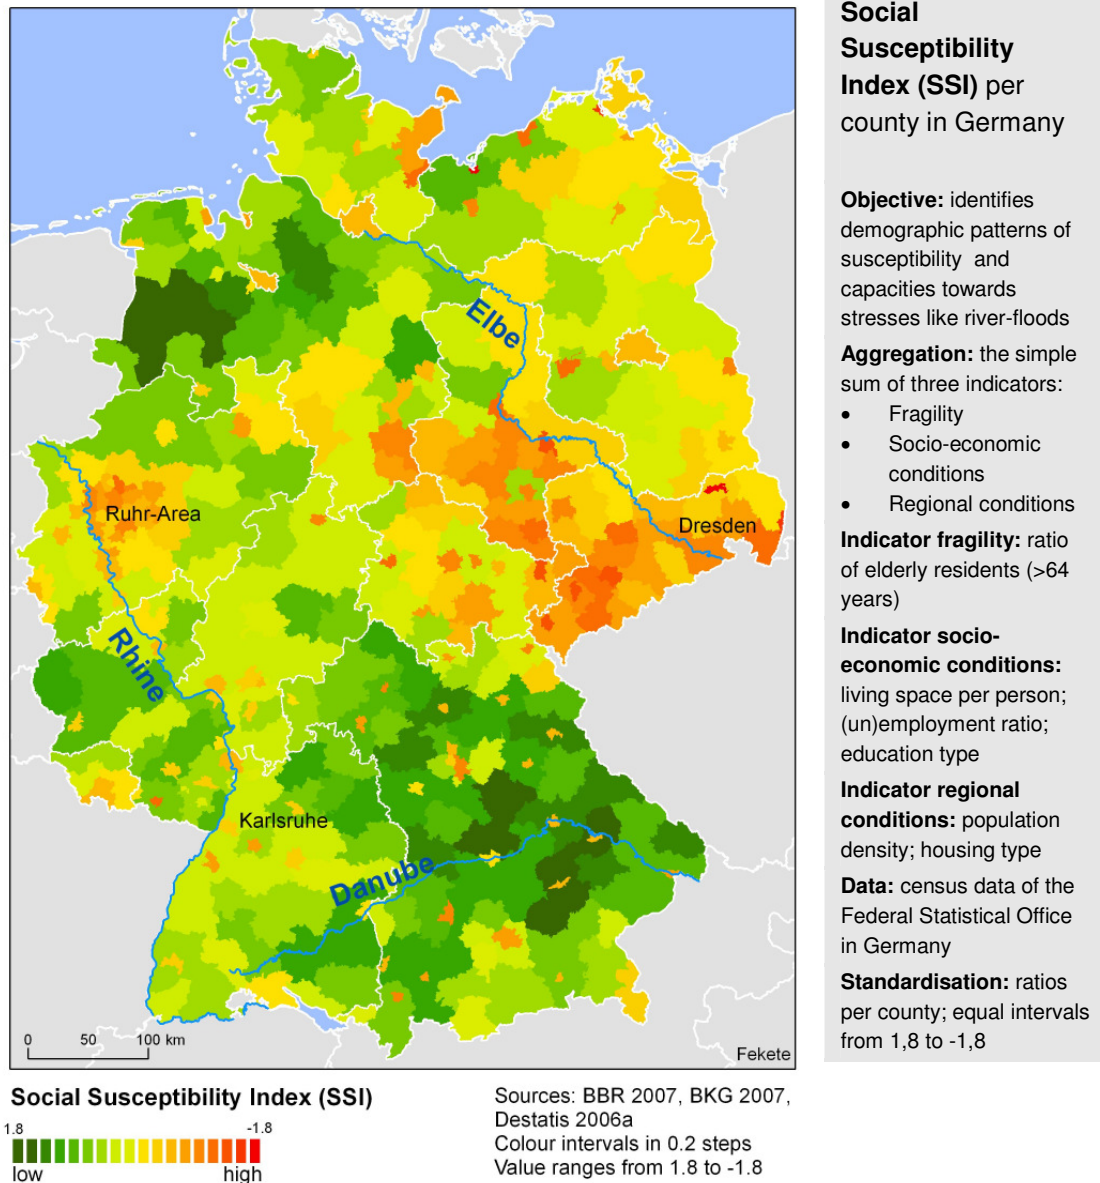 Elbe
Ruhr-Area
Dresden
Rhine
Karlsruhe
Danube
0 50 100 km
Fekete
Social Susceptibility Index (SSI)
1.8 -1.8
low high
Sources: BBR 2007, BKG 2007,
Destatis 2006a
Colour intervals in 0.2 steps
Value ranges from 1.8 to -1.8
Social
Susceptibility
Index (SSI) per
county in Germany
Objective: identifies
demographic patterns of
susceptibility and
capacities towards
stresses like river-floods
Aggregation: the simple
sum of three indicators:
• Fragility
• Socio-economic
conditions
• Regional conditions
Indicator fragility: ratio
of elderly residents (>64
years)
Indicator socio-
economic conditions:
living space per person;
(un)employment ratio;
education type
Indicator regional
conditions: population
density; housing type
Data: census data of the
Federal Statistical Office
in Germany
Standardisation: ratios
per county; equal intervals
from 1,8 to -1,8